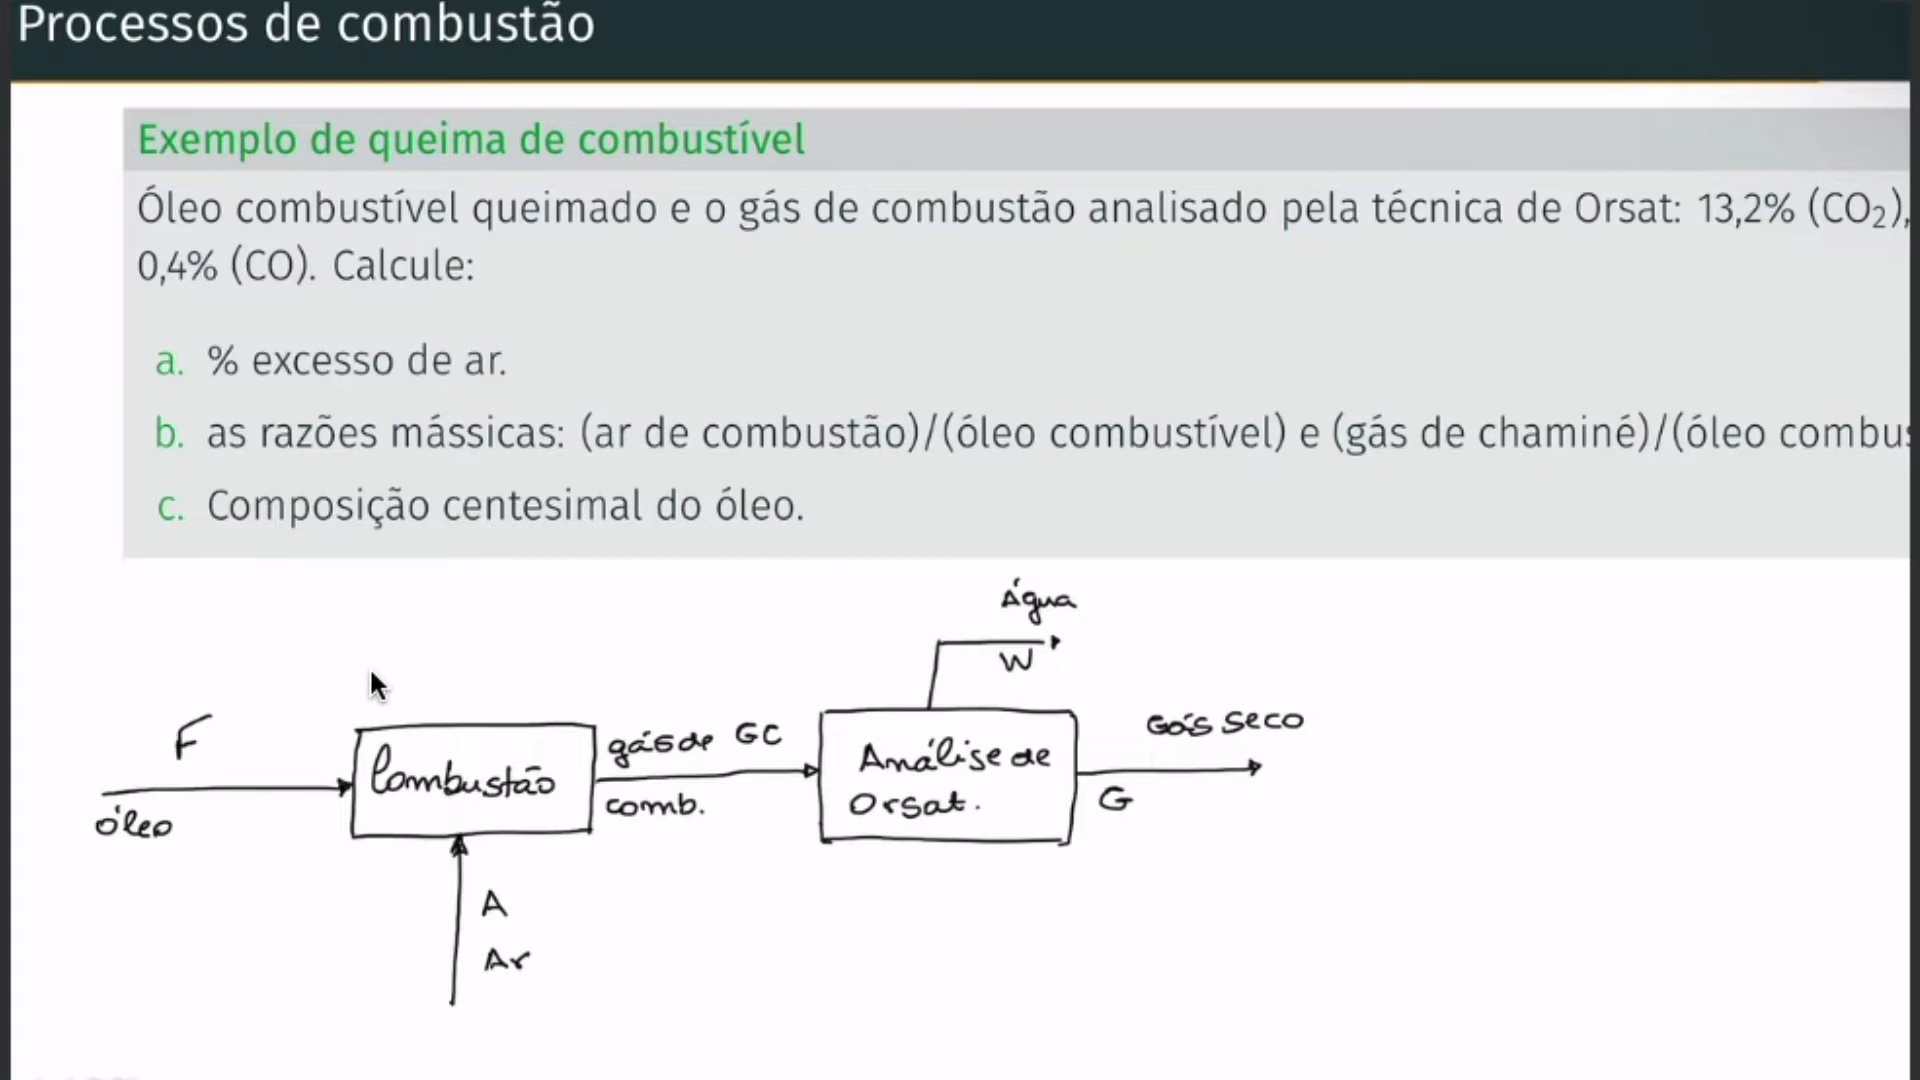 Processos de combustão
Exemplo de queima de combustível
Óleo combustível queimado e o gás de combustão analisado pela técnica de Orsat: 13,2% (CO₂),
0,4% (CO). Calcule:
a. % excesso de ar.
b. as razões mássicas: (ar de combustão)/(óleo combustível) e (gás de chaminé)/(óleo
c. Composição centesimal do óleo.
Água
W
F
óleo
Combustão
gás de GC
comb.
Análise de
Orsat.
Gás seco
G
A
Ar